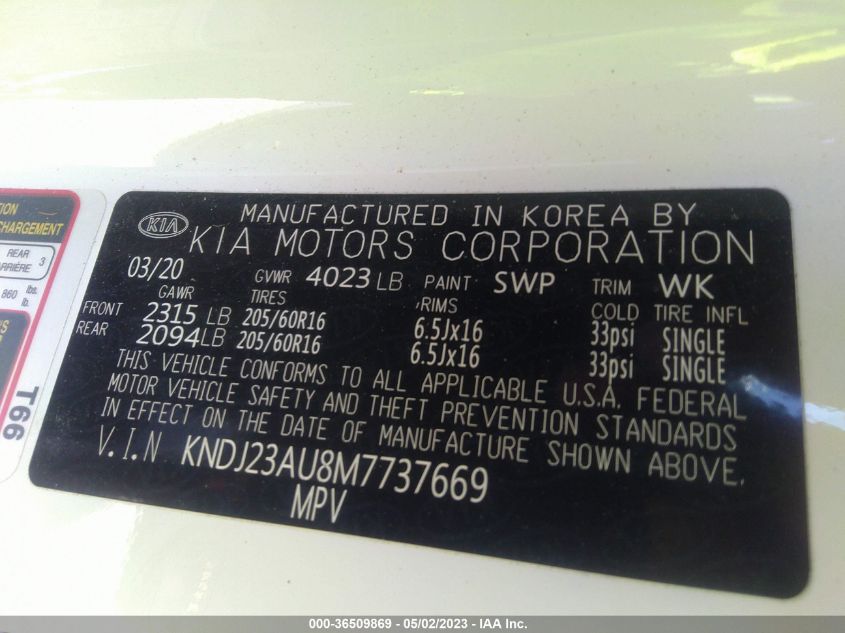 TION
CHARGEMENT
REAR
ARRIÈRE
3
860 lbs.
lb.
T66
KIA
MANUFACTURED IN KOREA BY
KIA MOTORS CORPORATION
03/20 GVWR 4023 LB PAINT SWP TRIM WK
GAWR TIRES RIMS COLD TIRE INFL
FRONT 2315 LB 205/60R16 6.5Jx16 33psi SINGLE
REAR 2094LB 205/60R16 6.5Jx16 33psi SINGLE
THIS VEHICLE CONFORMS TO ALL APPLICABLE U.S.A. FEDERAL
MOTOR VEHICLE SAFETY AND THEFT PREVENTION STANDARDS
IN EFFECT ON THE DATE OF MANUFACTURE SHOWN ABOVE.
V.I.N KNDJ23AU8M7737669
MPV
000-36509869 - 05/02/2023 - IAA Inc.